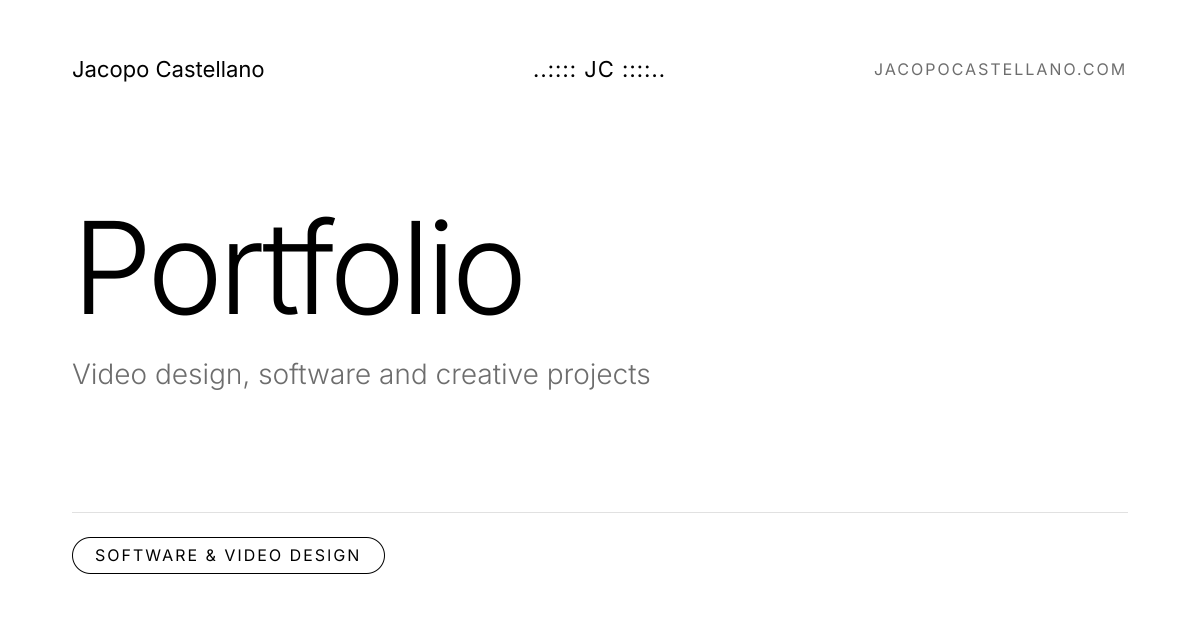 Jacopo Castellano
..:::: JC ::::..
JACOPOCASTELLANO.COM
Portfolio
Video design, software and creative projects
SOFTWARE & VIDEO DESIGN